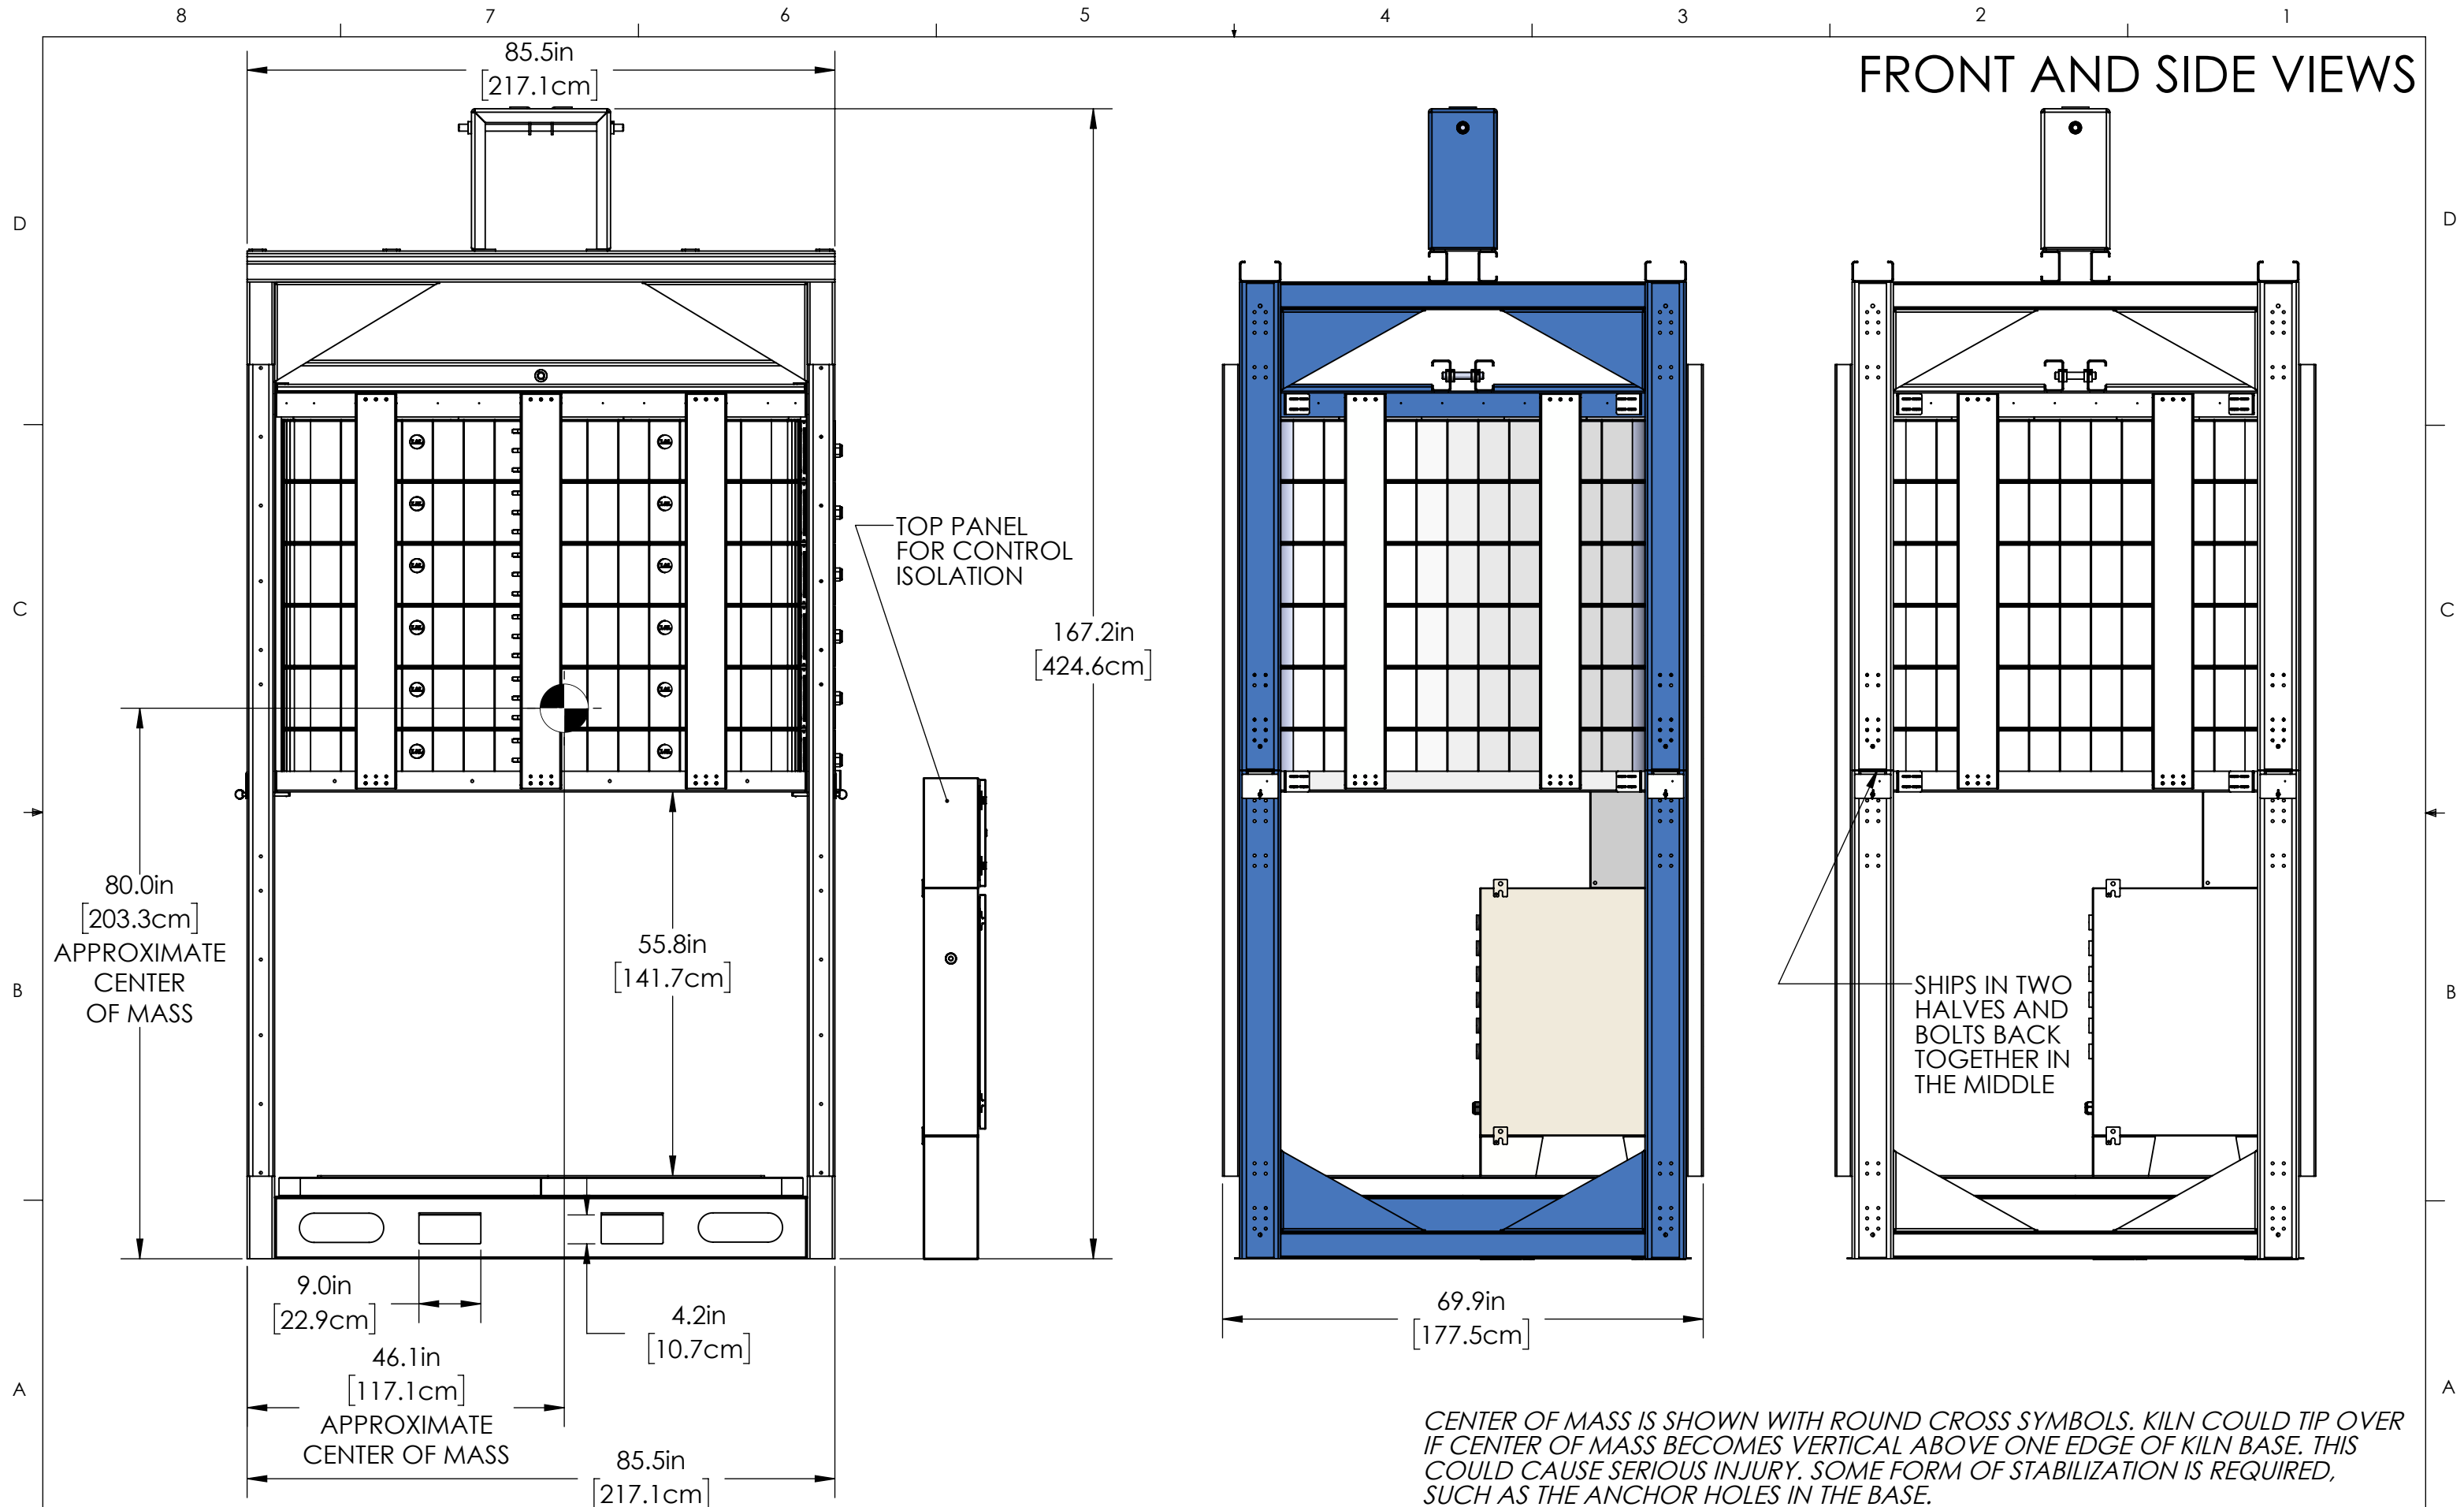 8 7 6 5 4 3 2 1
FRONT AND SIDE VIEWS
85.5in
[217.1cm]
D D
C C
B B
A A
TOP PANEL
FOR CONTROL
ISOLATION
167.2in
[424.6cm]
80.0in
[203.3cm]
APPROXIMATE
CENTER
OF MASS
55.8in
[141.7cm]
SHIPS IN TWO
HALVES AND
BOLTS BACK
TOGETHER IN
THE MIDDLE
9.0in
[22.9cm]
4.2in
[10.7cm]
46.1in
[117.1cm]
APPROXIMATE
CENTER OF MASS
85.5in
[217.1cm]
69.9in
[177.5cm]
CENTER OF MASS IS SHOWN WITH ROUND CROSS SYMBOLS. KILN COULD TIP OVER
IF CENTER OF MASS BECOMES VERTICAL ABOVE ONE EDGE OF KILN BASE. THIS
COULD CAUSE SERIOUS INJURY. SOME FORM OF STABILIZATION IS REQUIRED,
SUCH AS THE ANCHOR HOLES IN THE BASE.